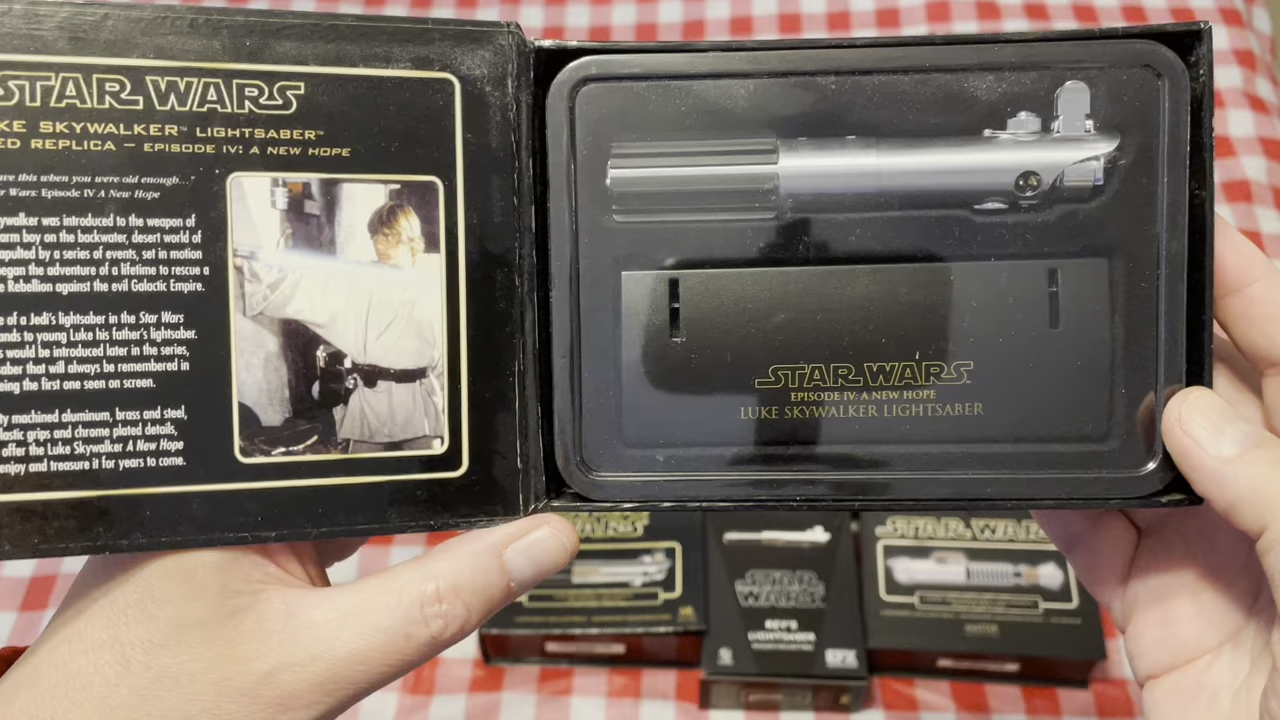 STAR WARS
KE SKYWALKER™ LIGHTSABER™
ED REPLICA – EPISODE IV: A NEW HOPE
ave this when you were old enough..."
r Wars: Episode IV A New Hope
ywalker was introduced to the weapon of
arm boy on the backwater, desert world of
apulted by a series of events, set in motion
egan the adventure of a lifetime to rescue a
e Rebellion against the evil Galactic Empire.
e of a Jedi's lightsaber in the Star Wars
ands to young Luke his father's lightsaber.
s would be introduced later in the series,
saber that will always be remembered in
eing the first one seen on screen.
ty machined aluminum, brass and steel,
lastic grips and chrome plated details,
offer the Luke Skywalker A New Hope
enjoy and treasure it for years to come.
STAR WARS
EPISODE IV: A NEW HOPE
LUKE SKYWALKER LIGHTSABER
WARS
STAR WARS
REY'S
LIGHTSABER
EFX
STAR WARS
MASTER